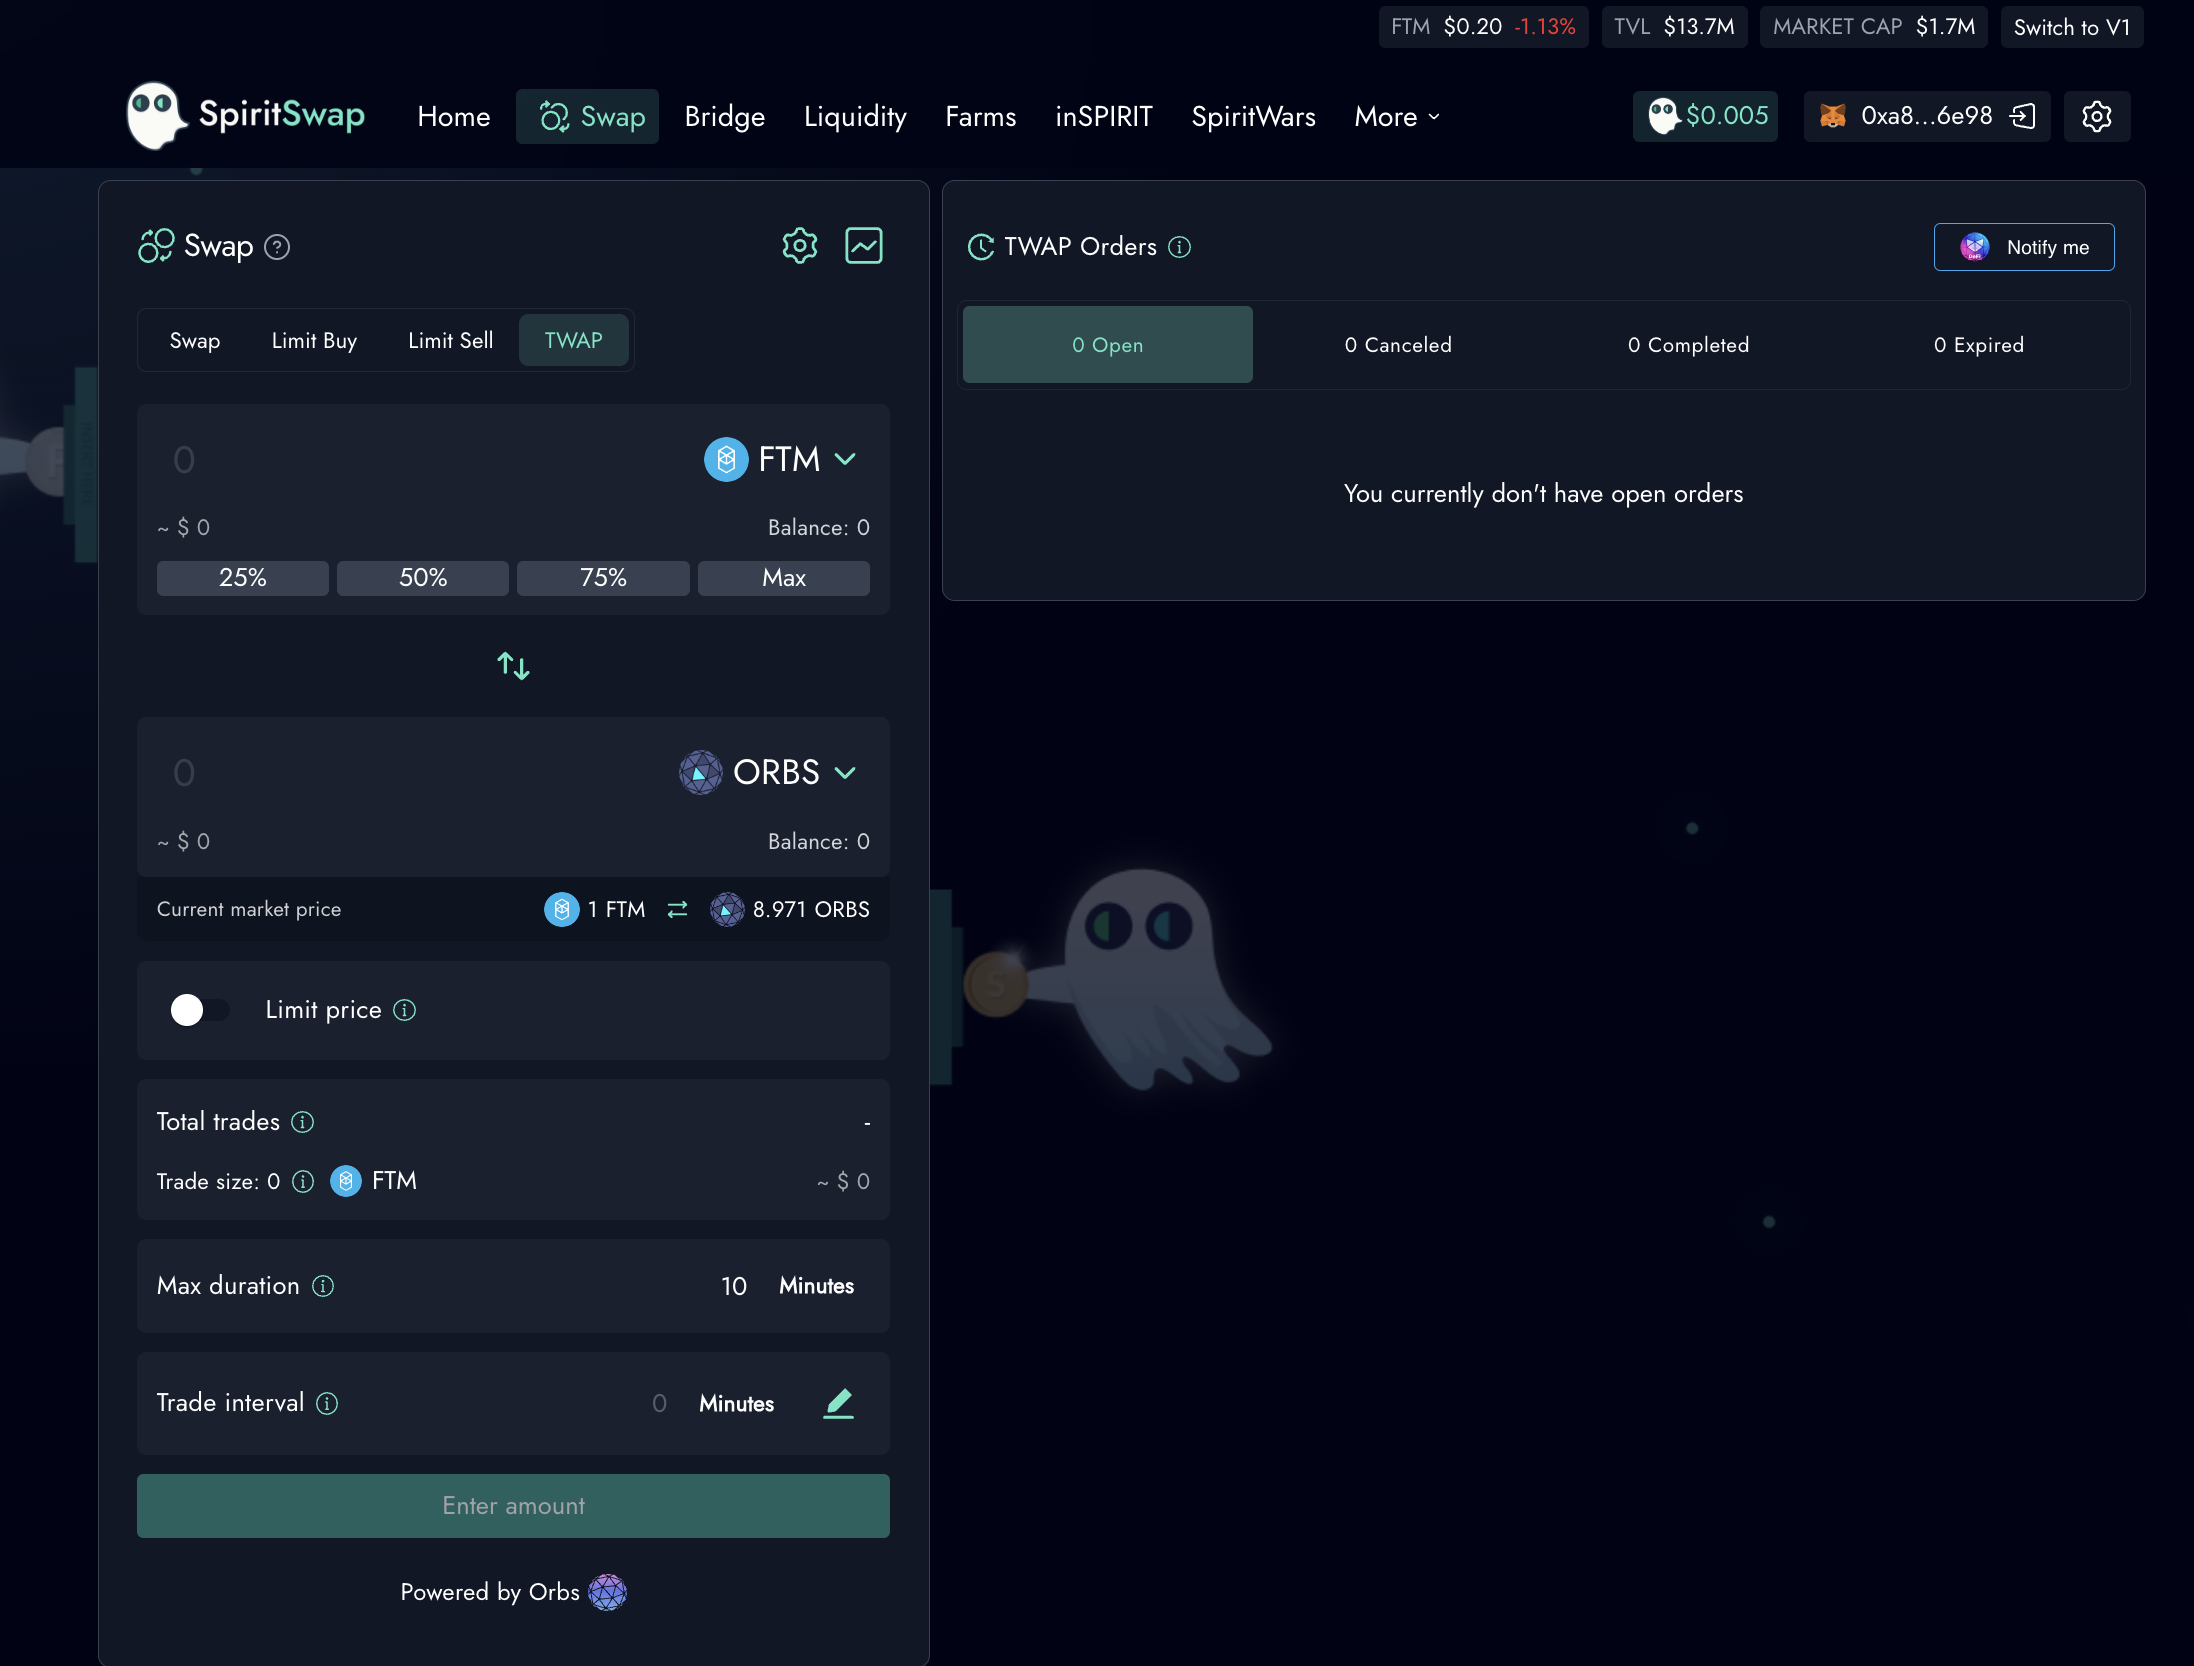 FTM $0.20 -1.13% TVL $13.7M MARKET CAP $1.7M Switch to V1
SpiritSwap Home Swap Bridge Liquidity Farms inSPIRIT SpiritWars More $0.005 0xa8...6e98
Swap
Swap Limit Buy Limit Sell TWAP
0 FTM
~ $ 0 Balance: 0
25% 50% 75% Max
0 ORBS
~ $ 0 Balance: 0
Current market price 1 FTM 8.971 ORBS
Limit price
Total trades -
Trade size: 0 FTM ~ $ 0
Max duration 10 Minutes
Trade interval 0 Minutes
Enter amount
Powered by Orbs
TWAP Orders Notify me
0 Open 0 Canceled 0 Completed 0 Expired
You currently don't have open orders